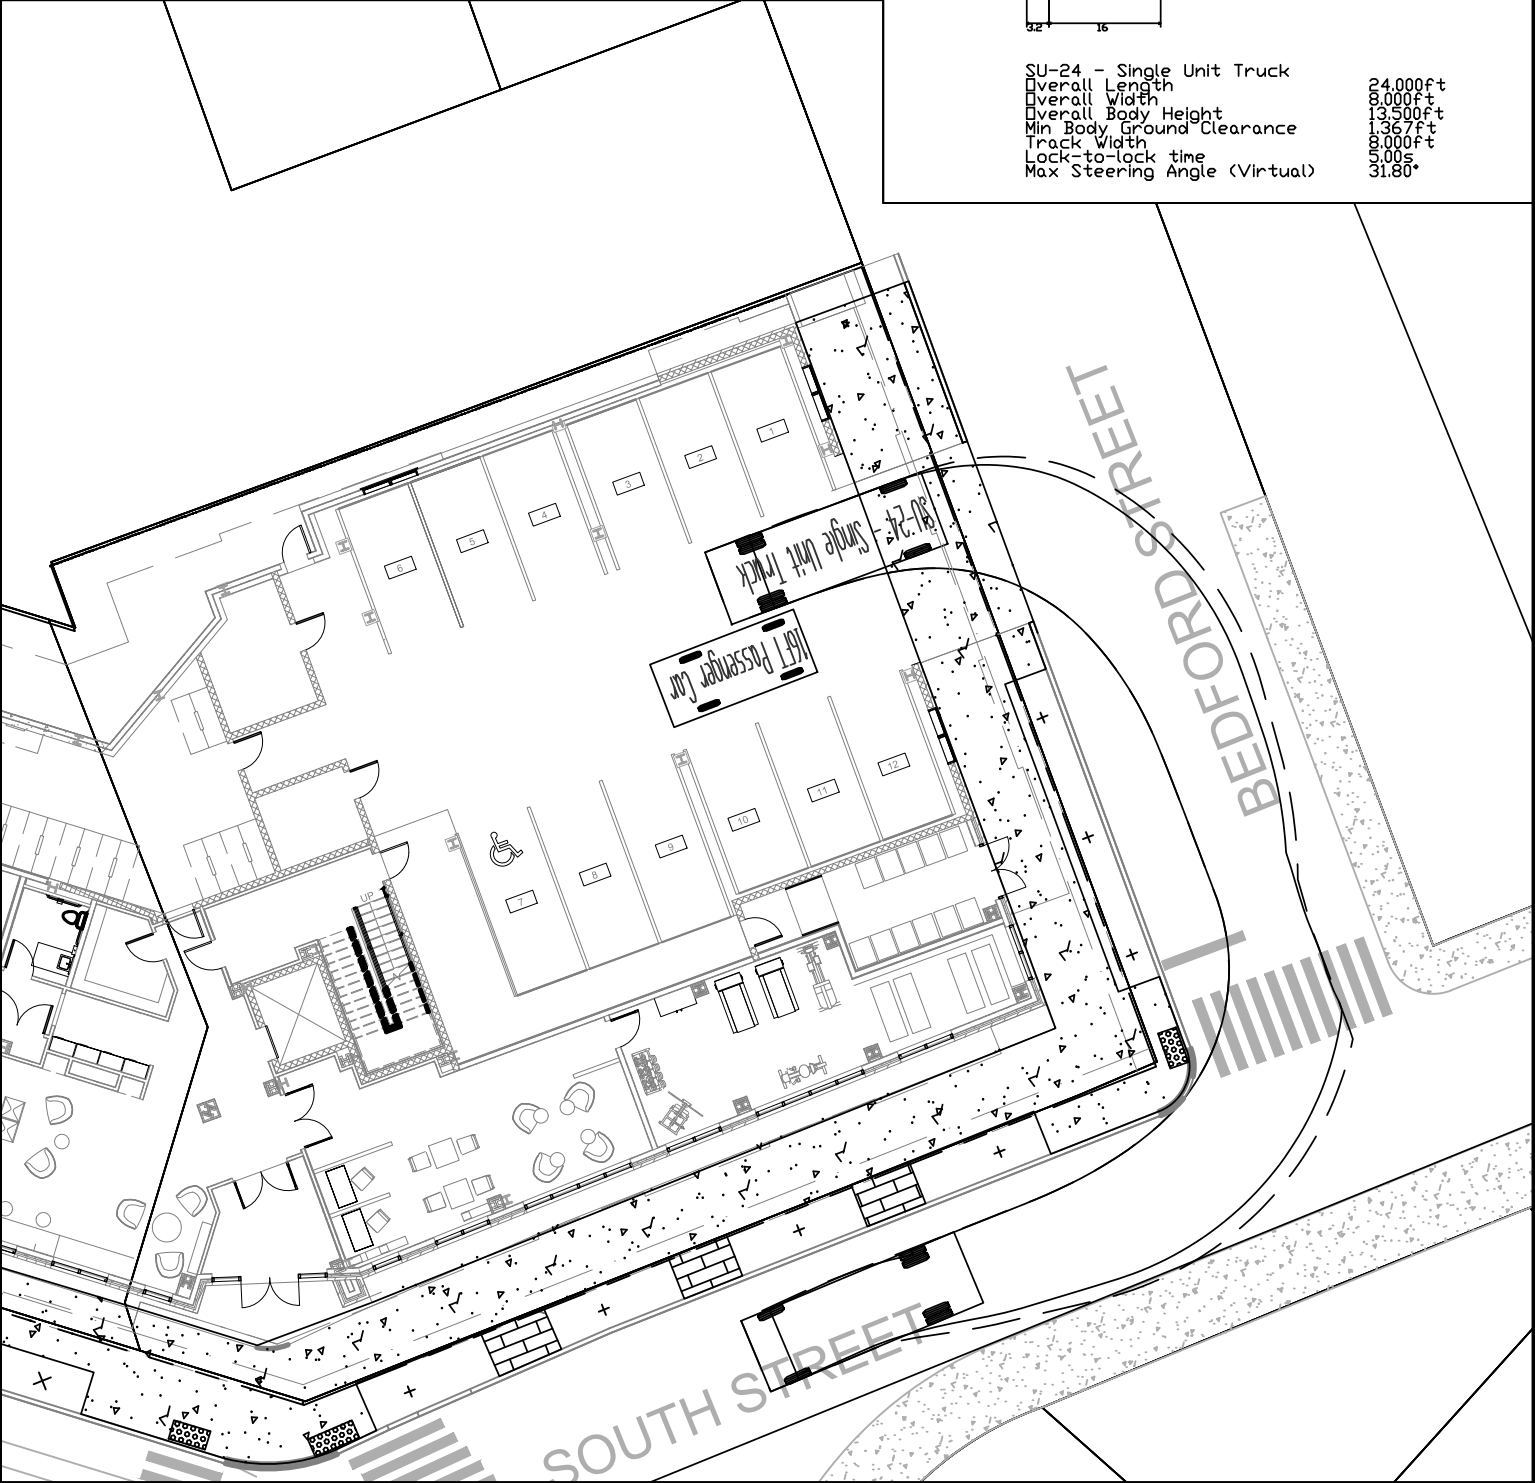 3.2 16
SU-24 - Single Unit Truck
Overall Length 24.000ft
Overall Width 8.000ft
Overall Body Height 13.500ft
Min Body Ground Clearance 1.367ft
Track Width 8.000ft
Lock-to-lock time 5.00s
Max Steering Angle (Virtual) 31.80°
BEDFORD STREET
1
2
3
4
5
6
SU-24 - Single Unit Truck
16FT Passenger Car
12
11
10
9
8
7
UP
SOUTH STREET